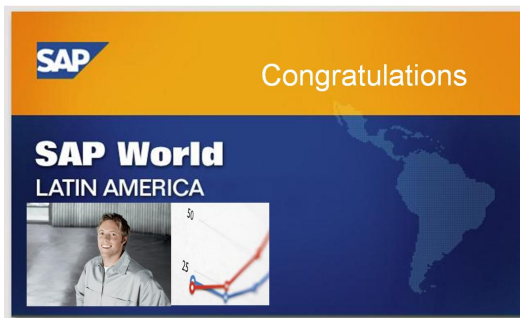 SAP
Congratulations
SAP World
LATIN AMERICA
50
25